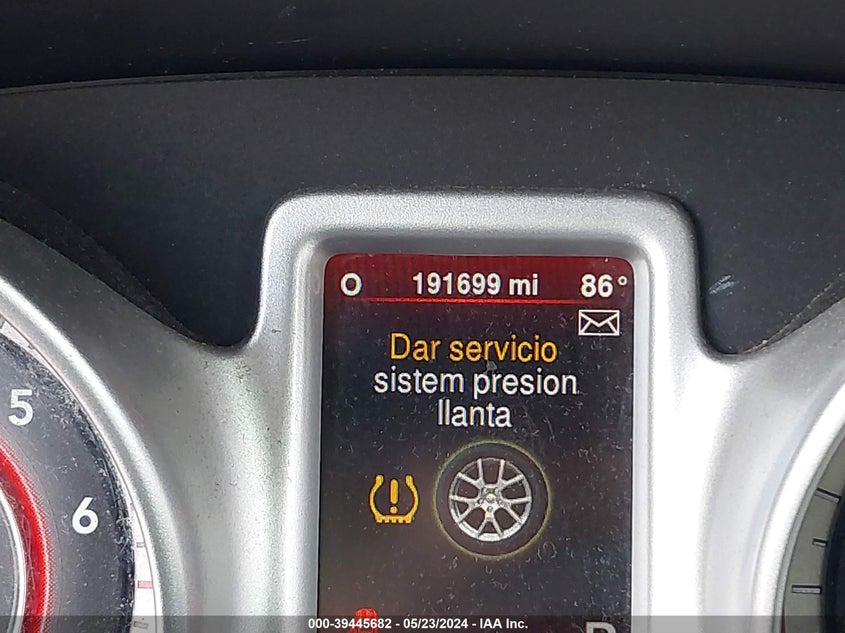 O 191699 mi 86°
Dar servicio
sistem presion
llanta
5
6
000-39445682 - 05/23/2024 - IAA Inc.